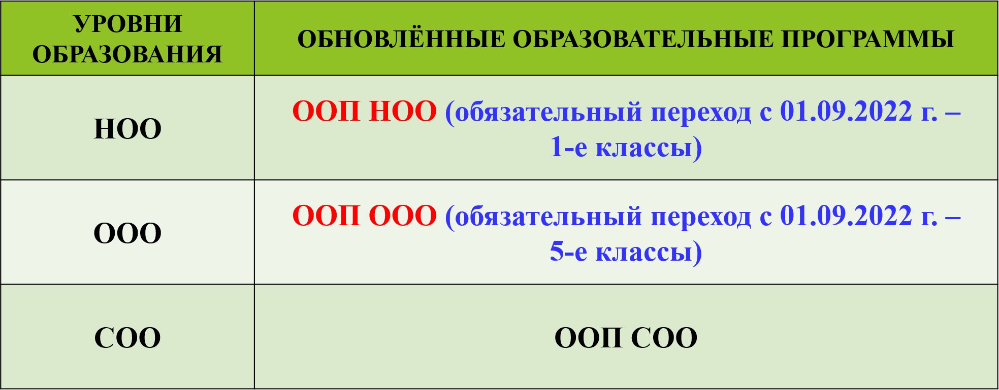 УРОВНИ
ОБРАЗОВАНИЯ
ОБНОВЛЁННЫЕ ОБРАЗОВАТЕЛЬНЫЕ ПРОГРАММЫ
НОО
ООП НОО (обязательный переход с 01.09.2022 г. –
1-е классы)
ООО
ООП ООО (обязательный переход с 01.09.2022 г. –
5-е классы)
СОО
ООП СОО